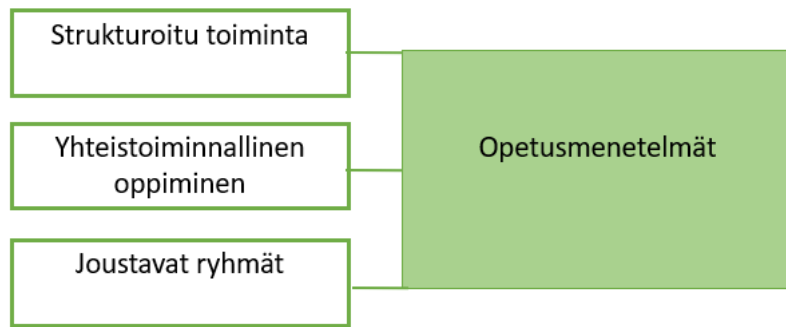 Strukturoitu toiminta
Yhteistoiminnallinen
oppiminen
Joustavat ryhmät
Opetusmenetelmät